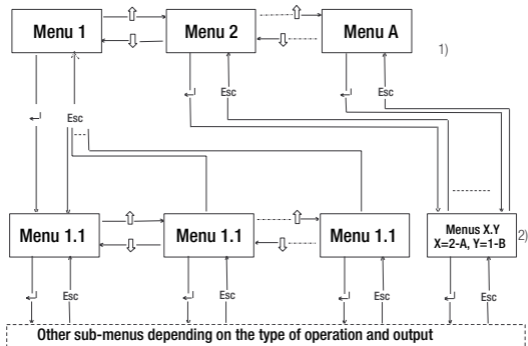 Menu 1
Menu 2
Menu A
1)
↵
Esc
↵
Esc
↵
Esc
Menu 1.1
Menu 1.1
Menu 1.1
Menus X.Y
X=2-A, Y=1-B
2)
↵
Esc
↵
Esc
↵
Esc
↵
Esc
Other sub-menus depending on the type of operation and output